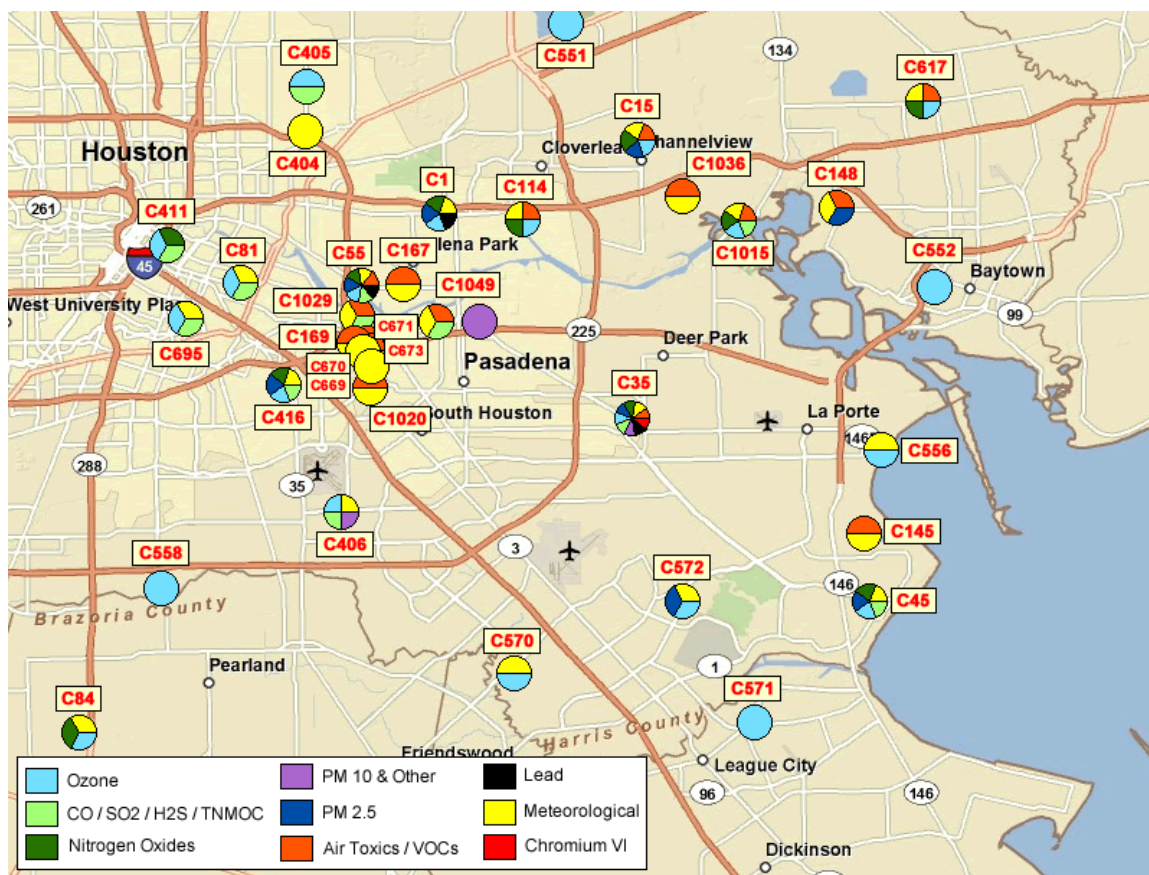 C405
C551
134
C617
C15
Houston
Cloverleaf
Channelview
C404
C1036
C148
261
C411
C1
C114
45
C81
C55
C167
lena Park
C1015
C552
Baytown
West University Pla
C1029
C1049
99
C695
C169
C671
225
Deer Park
C670
C673
Pasadena
C669
C416
C1020
South Houston
C35
La Porte
146
C556
288
35
C406
3
C145
C558
C572
146
C45
Brazoria County
C570
Pearland
1
C571
C84
Harris County
Friendswood
League City
96
146
Dickinson
Ozone
PM 10 & Other
Lead
CO / SO2 / H2S / TNMOC
PM 2.5
Meteorological
Nitrogen Oxides
Air Toxics / VOCs
Chromium VI